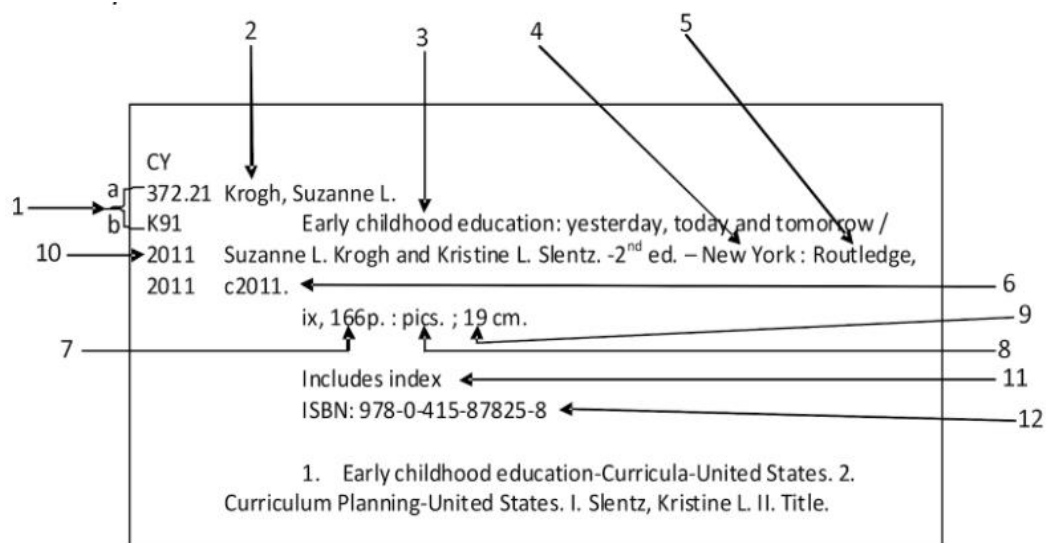 2 3 4 5
CY
a 372.21 Krogh, Suzanne L.
1
b K91 Early childhood education: yesterday, today and tomorrow /
10 2011 Suzanne L. Krogh and Kristine L. Slentz. -2nd ed. – New York : Routledge,
2011 c2011. 6
ix, 166p. : pics. ; 19 cm. 9
7 8
Includes index 11
ISBN: 978-0-415-87825-8 12
1. Early childhood education-Curricula-United States. 2.
Curriculum Planning-United States. I. Slentz, Kristine L. II. Title.